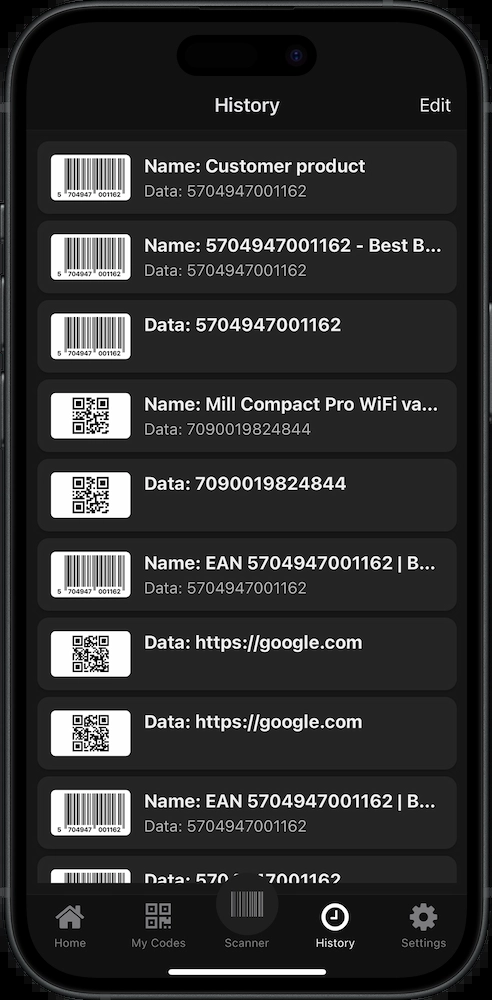 History
Edit
Name: Customer product
Data: 5704947001162
5 704947 001162
Name: 5704947001162 - Best B...
Data: 5704947001162
5 704947 001162
Data: 5704947001162
5 704947 001162
Name: Mill Compact Pro WiFi va...
Data: 7090019824844
Data: 7090019824844
Name: EAN 5704947001162 | B...
Data: 5704947001162
5 704947 001162
Data: https://google.com
Data: https://google.com
Name: EAN 5704947001162 | B...
Data: 5704947001162
5 704947 001162
Data:
Home
My Codes
Scanner
History
Settings